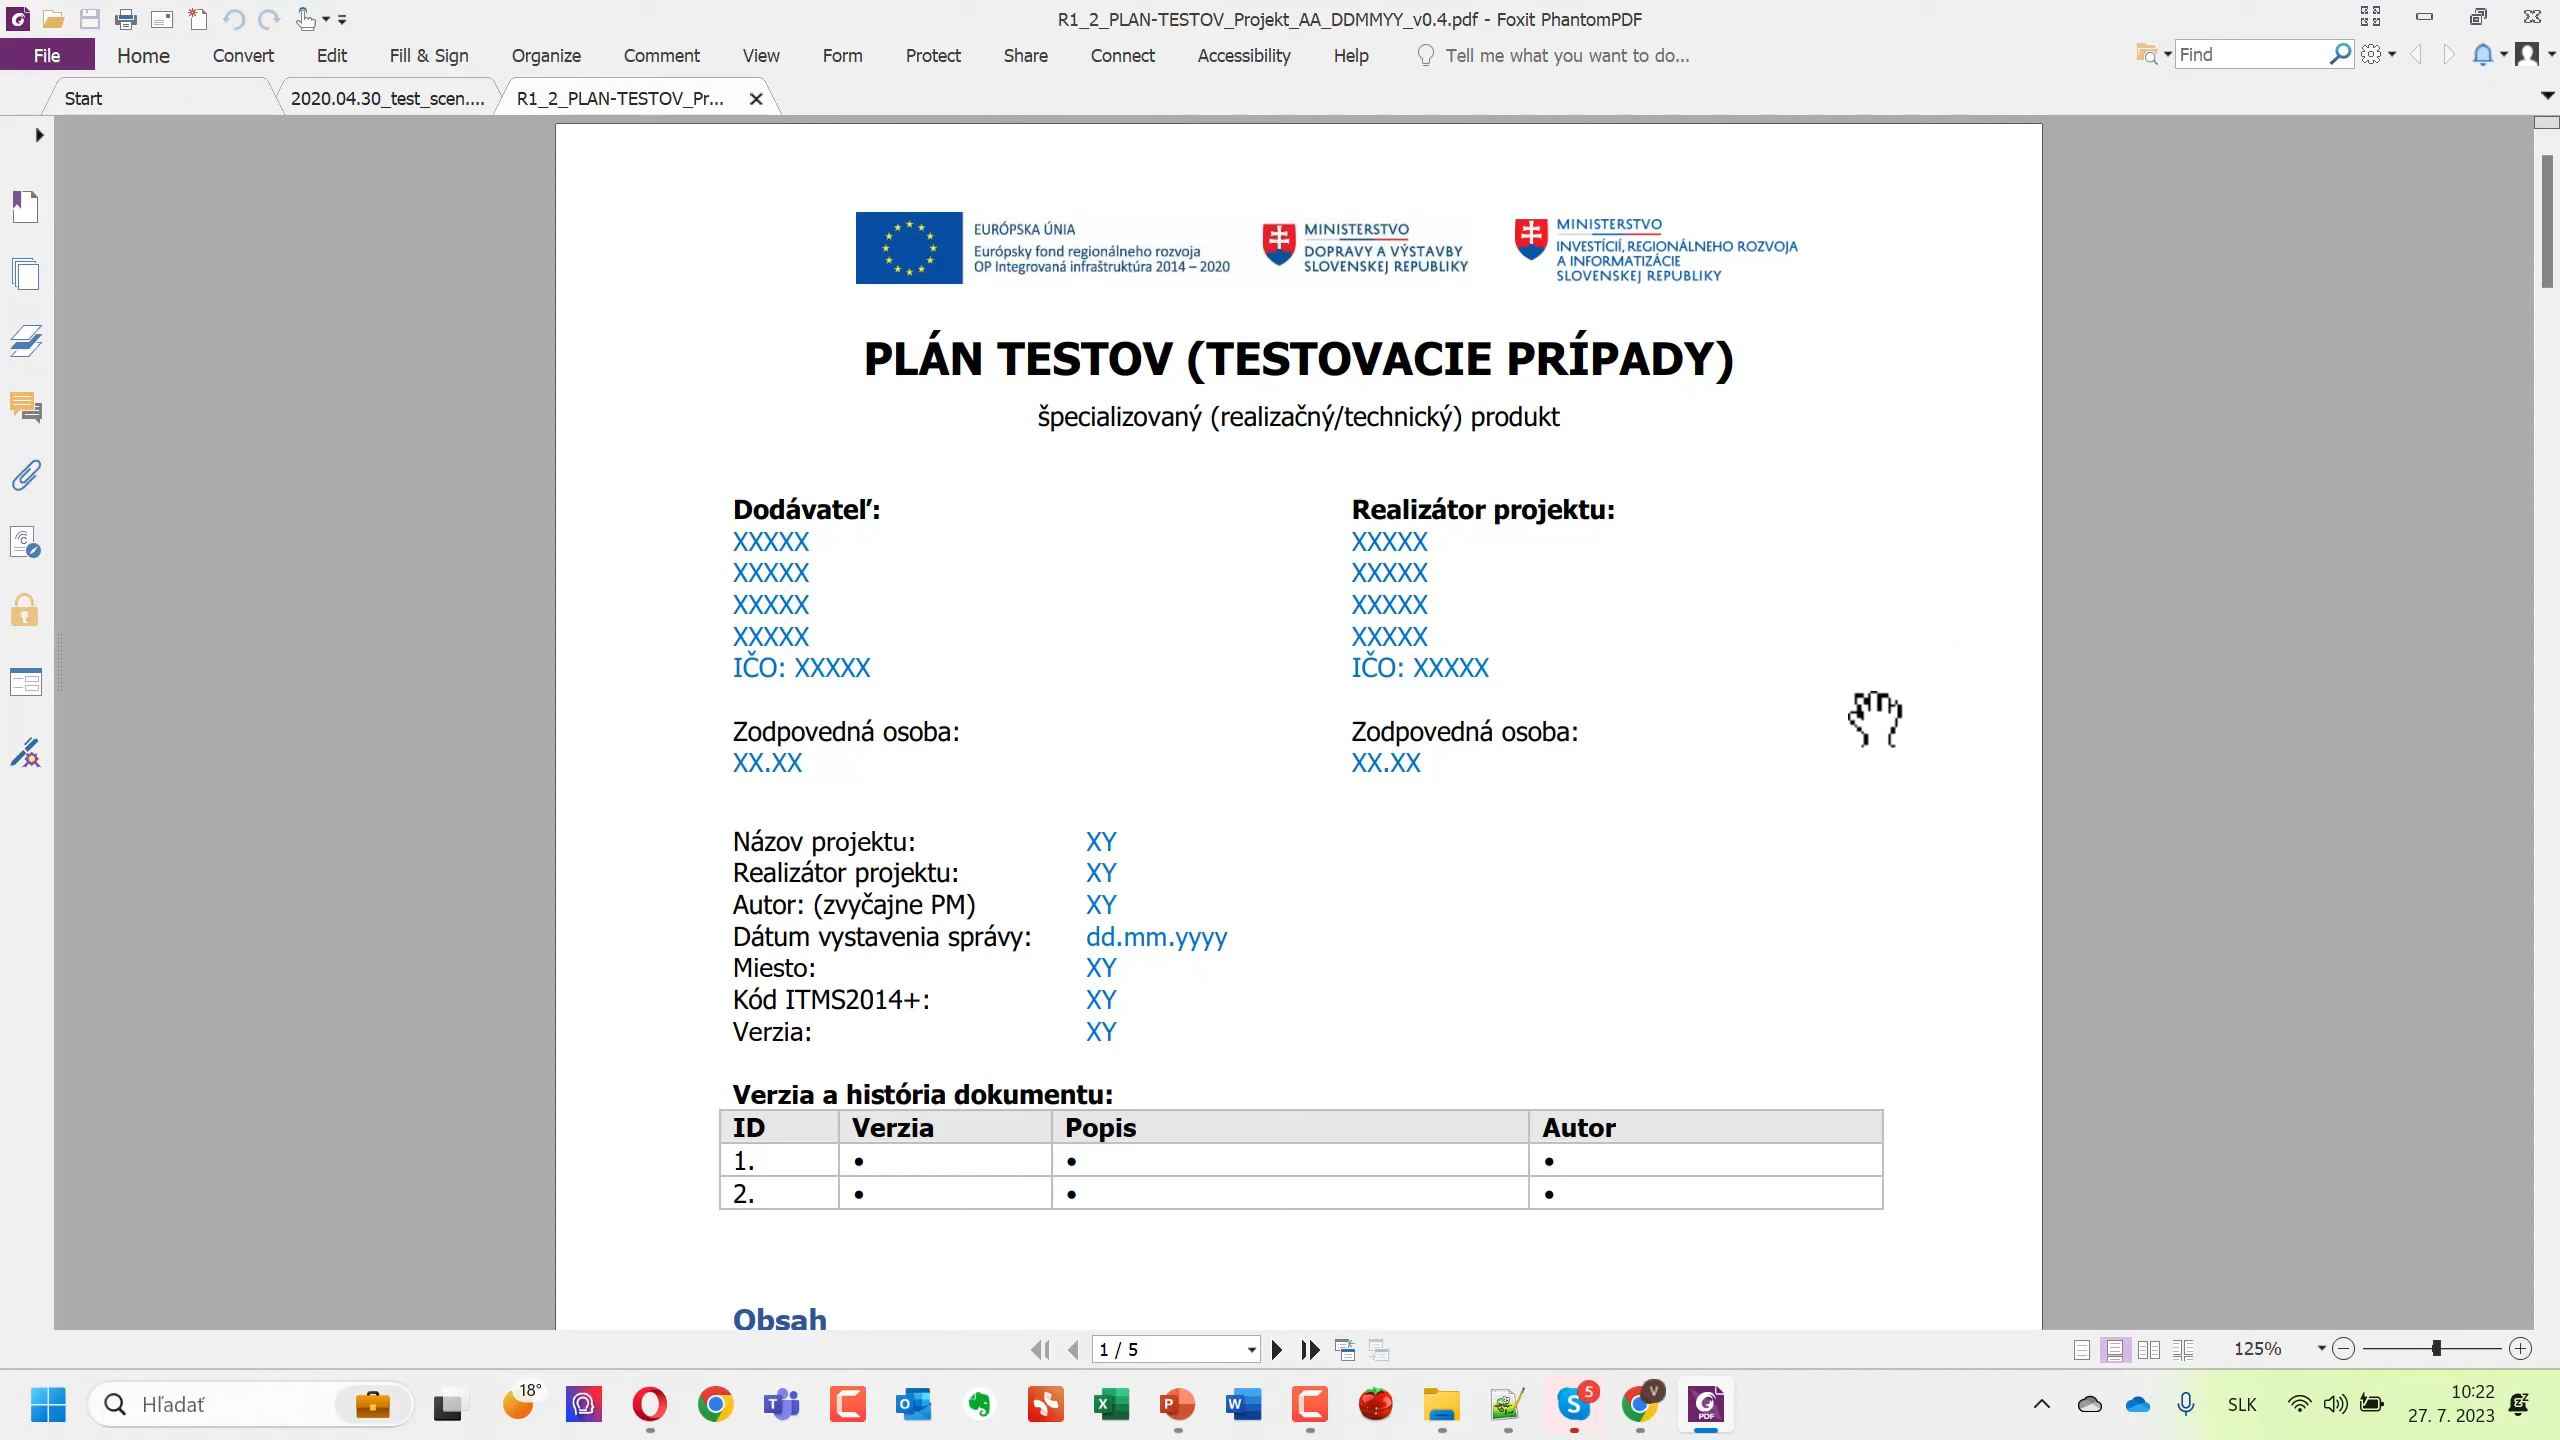 R1_2_PLAN-TESTOV_Projekt_AA_DDMMYY_v0.4.pdf - Foxit PhantomPDF
File Home Convert Edit Fill & Sign Organize Comment View Form Protect Share Connect Accessibility Help Tell me what you want to do... Find
Start 2020.04.30_test_scen.... R1_2_PLAN-TESTOV_Pr...
EURÓPSKA ÚNIA
Európsky fond regionálneho rozvoja
OP Integrovaná infraštruktúra 2014 – 2020
MINISTERSTVO
DOPRAVY A VÝSTAVBY
SLOVENSKEJ REPUBLIKY
MINISTERSTVO
INVESTÍCIÍ, REGIONÁLNEHO ROZVOJA
A INFORMATIZÁCIE
SLOVENSKEJ REPUBLIKY
PLÁN TESTOV (TESTOVACIE PRÍPADY)
špecializovaný (realizačný/technický) produkt
Dodávateľ:
XXXXX
XXXXX
XXXXX
XXXXX
IČO: XXXXX
Zodpovedná osoba:
XX.XX
Realizátor projektu:
XXXXX
XXXXX
XXXXX
XXXXX
IČO: XXXXX
Zodpovedná osoba:
XX.XX
Názov projektu: XY
Realizátor projektu: XY
Autor: (zvyčajne PM) XY
Dátum vystavenia správy: dd.mm.yyyy
Miesto: XY
Kód ITMS2014+: XY
Verzia: XY
Verzia a história dokumentu:
ID Verzia Popis Autor
1. • • •
2. • • •
Obsah
1 / 5
125%
18°
Hľadať
5
V
PDF
SLK
10:22
27. 7. 2023